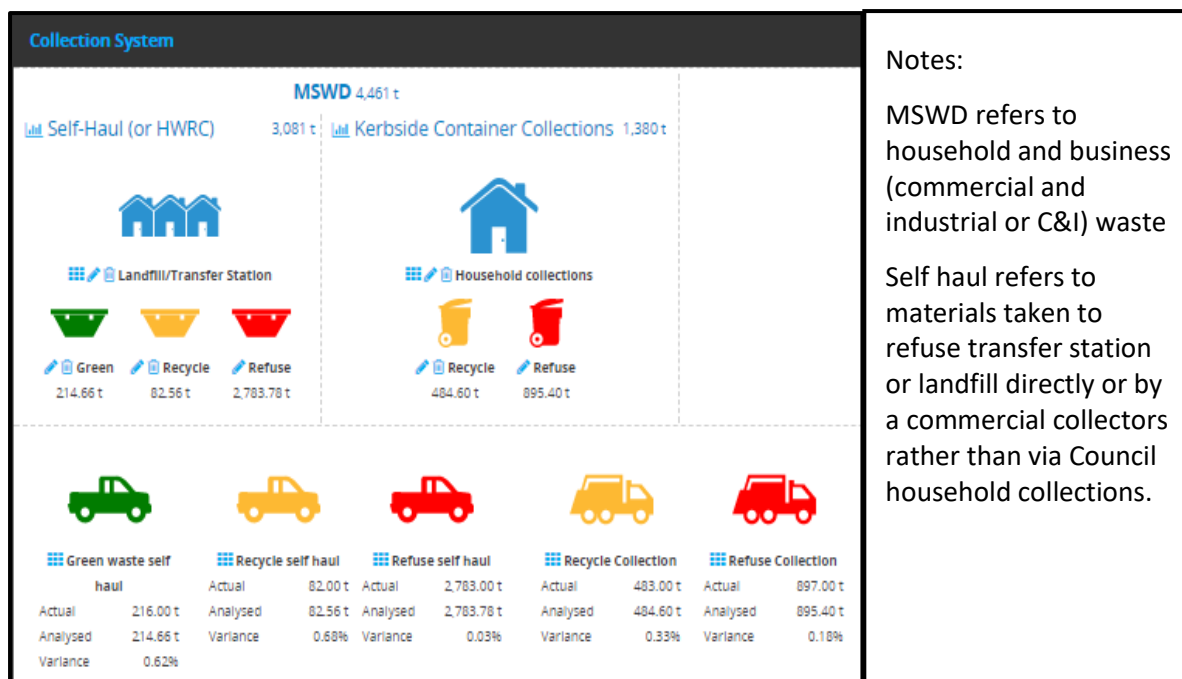 Collection System
MSWD 4,461 t
Self-Haul (or HWRC) 3,081 t
Kerbside Container Collections 1,380 t
Landfill/Transfer Station
Household collections
Green
Recycle
Refuse
214.66 t
82.56 t
2,783.78 t
Recycle
Refuse
484.60 t
895.40 t
Green waste self
haul
Actual 216.00 t
Analysed 214.66 t
Variance 0.62%
Recycle self haul
Actual 82.00 t
Analysed 82.56 t
Variance 0.68%
Refuse self haul
Actual 2,783.00 t
Analysed 2,783.78 t
Variance 0.03%
Recycle Collection
Actual 483.00 t
Analysed 484.60 t
Variance 0.33%
Refuse Collection
Actual 897.00 t
Analysed 895.40 t
Variance 0.18%
Notes:
MSWD refers to
household and business
(commercial and
industrial or C&I) waste
Self haul refers to
materials taken to
refuse transfer station
or landfill directly or by
a commercial collectors
rather than via Council
household collections.